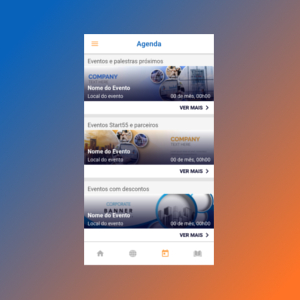 Agenda
Eventos e palestras próximos
COMPANY
Nome do Evento
Local do evento
00 de mês, 00h00
VER MAIS
Eventos Start55 e parceiros
COMPANY
Nome do Evento
Local do evento
00 de mês, 00h00
VER MAIS
Eventos com descontos
CORPORATE
BANNER
Nome do Evento
Local do evento
00 de mês, 00h00
VER MAIS